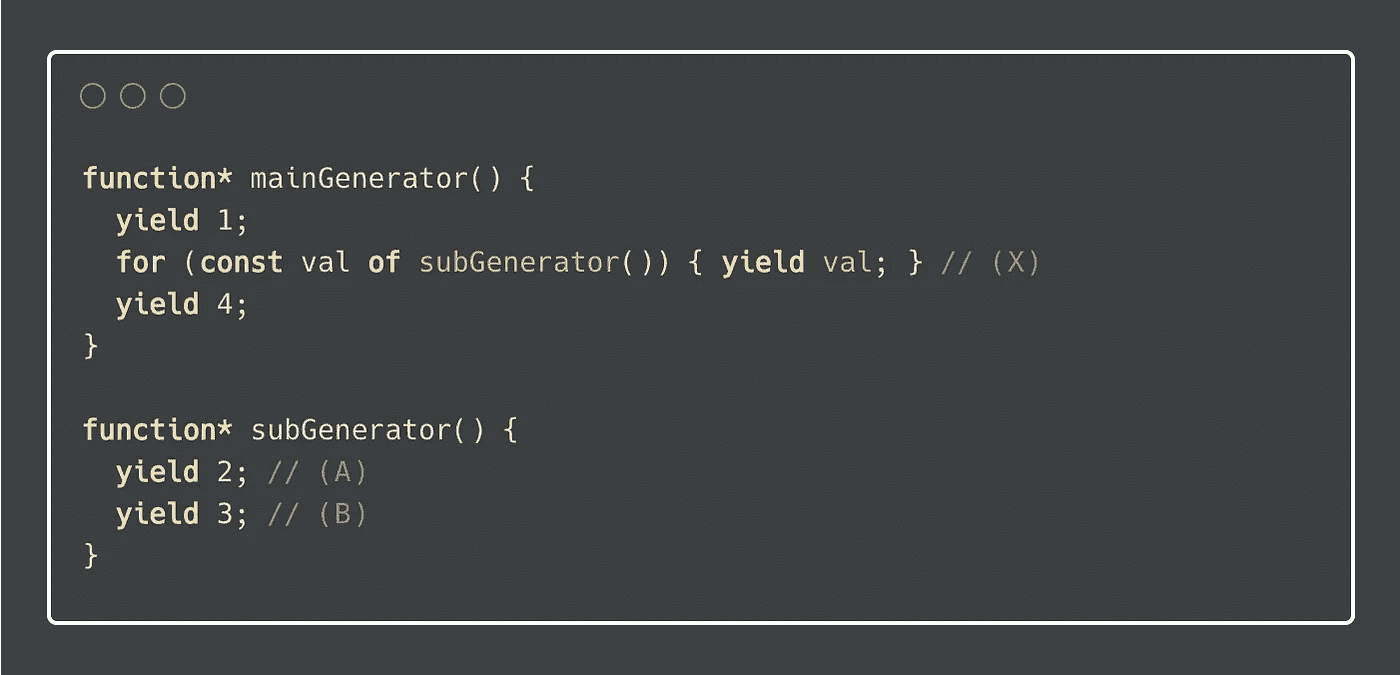 function* mainGenerator() {
  yield 1;
  for (const val of subGenerator()) { yield val; } // (X)
  yield 4;
}

function* subGenerator() {
  yield 2; // (A)
  yield 3; // (B)
}